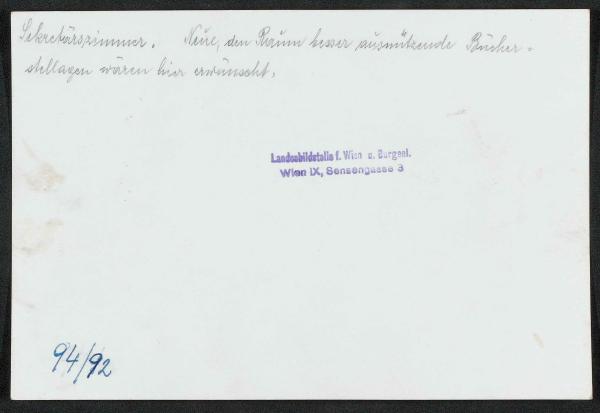 Sekretärszimmer. Neue, den Raum besser ausnützende Bücher-
stellagen wären hier erwünscht.
Landesbildstelle f. Wien u. Burgenl.
Wien IX, Sensengasse 3
94/92